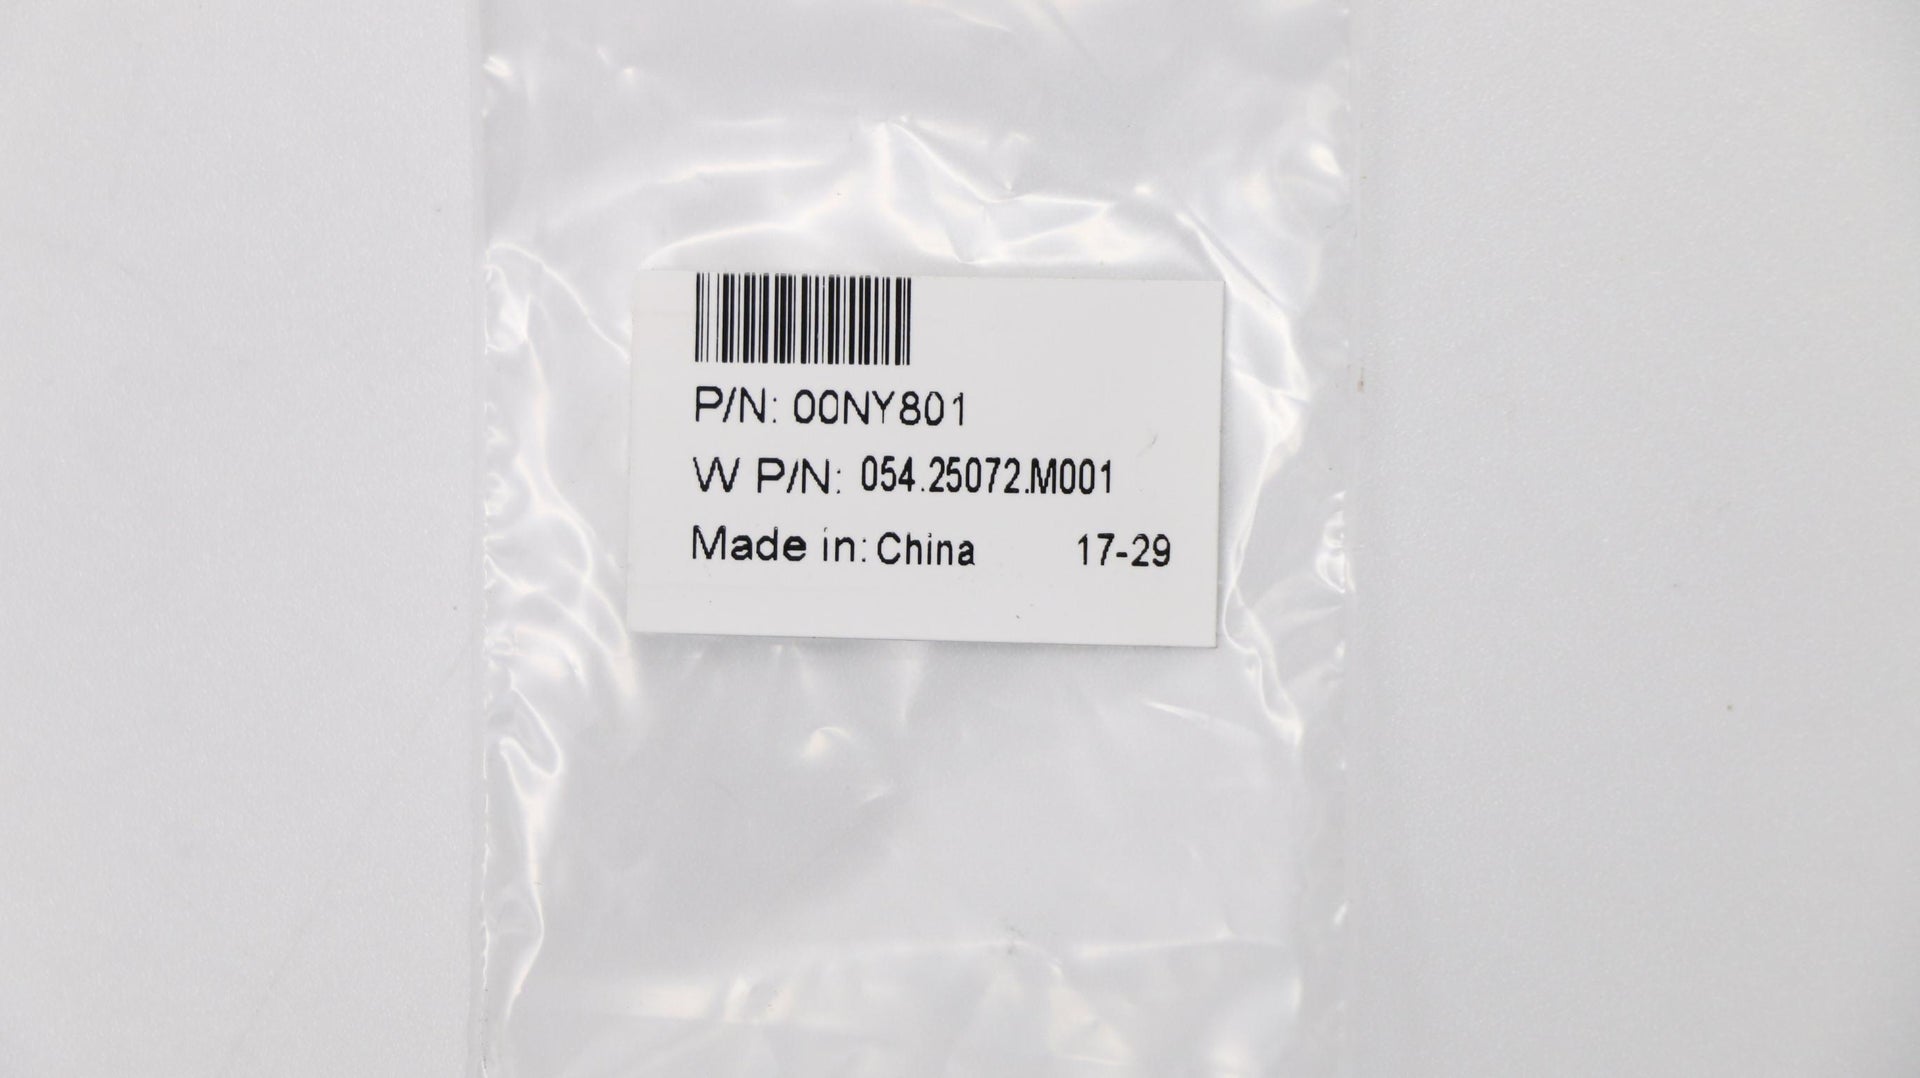 P/N: 00NY801
W P/N: 054.25072.M001
Made in: China 17-29